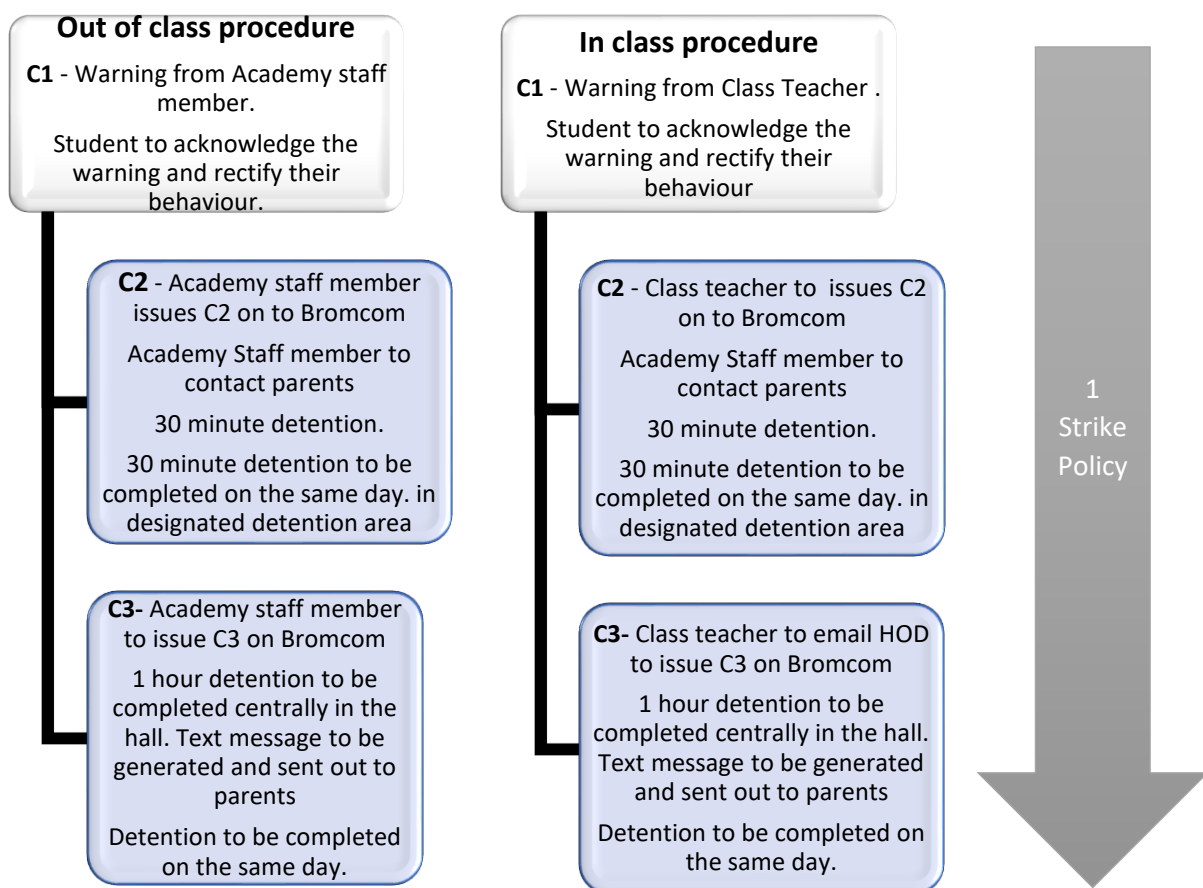 Out of class procedure
C1 - Warning from Academy staff
member.
Student to acknowledge the
warning and rectify their
behaviour.
C2 - Academy staff member
issues C2 on to Bromcom
Academy Staff member to
contact parents
30 minute detention.
30 minute detention to be
completed on the same day. in
designated detention area
C3- Academy staff member
to issue C3 on Bromcom
1 hour detention to be
completed centrally in the
hall. Text message to be
generated and sent out to
parents
Detention to be completed
on the same day.
In class procedure
C1 - Warning from Class Teacher .
Student to acknowledge the
warning and rectify their
behaviour
C2 - Class teacher to  issues C2
on to Bromcom
Academy Staff member to
contact parents
30 minute detention.
30 minute detention to be
completed on the same day. in
designated detention area
C3- Class teacher to email HOD
to issue C3 on Bromcom
1 hour detention to be
completed centrally in the hall.
Text message to be generated
and sent out to parents
Detention to be completed on
the same day.
1
Strike
Policy